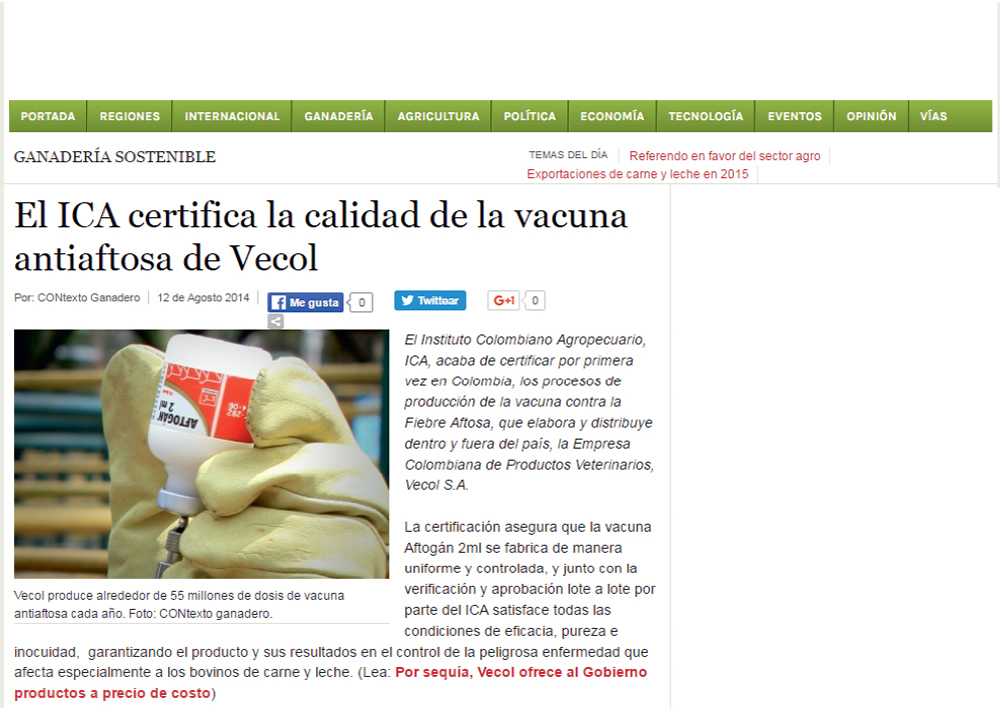 PORTADA REGIONES INTERNACIONAL GANADERÍA AGRICULTURA POLÍTICA ECONOMÍA TECNOLOGÍA EVENTOS OPINIÓN VÍAS
GANADERÍA SOSTENIBLE
TEMAS DEL DÍA Referendo en favor del sector agro
Exportaciones de carne y leche en 2015
El ICA certifica la calidad de la vacuna
antiaftosa de Vecol
Por: CONtexto Ganadero 12 de Agosto 2014 Me gusta 0 Twittear G+1 0
AFTOGÁN
2 ml
El Instituto Colombiano Agropecuario,
ICA, acaba de certificar por primera
vez en Colombia, los procesos de
producción de la vacuna contra la
Fiebre Aftosa, que elabora y distribuye
dentro y fuera del país, la Empresa
Colombiana de Productos Veterinarios,
Vecol S.A.
La certificación asegura que la vacuna
Aftogán 2ml se fabrica de manera
uniforme y controlada, y junto con la
verificación y aprobación lote a lote por
parte del ICA satisface todas las
condiciones de eficacia, pureza e
Vecol produce alrededor de 55 millones de dosis de vacuna
antiaftosa cada año. Foto: CONtexto ganadero.
inocuidad, garantizando el producto y sus resultados en el control de la peligrosa enfermedad que
afecta especialmente a los bovinos de carne y leche. (Lea: Por sequía, Vecol ofrece al Gobierno
productos a precio de costo)